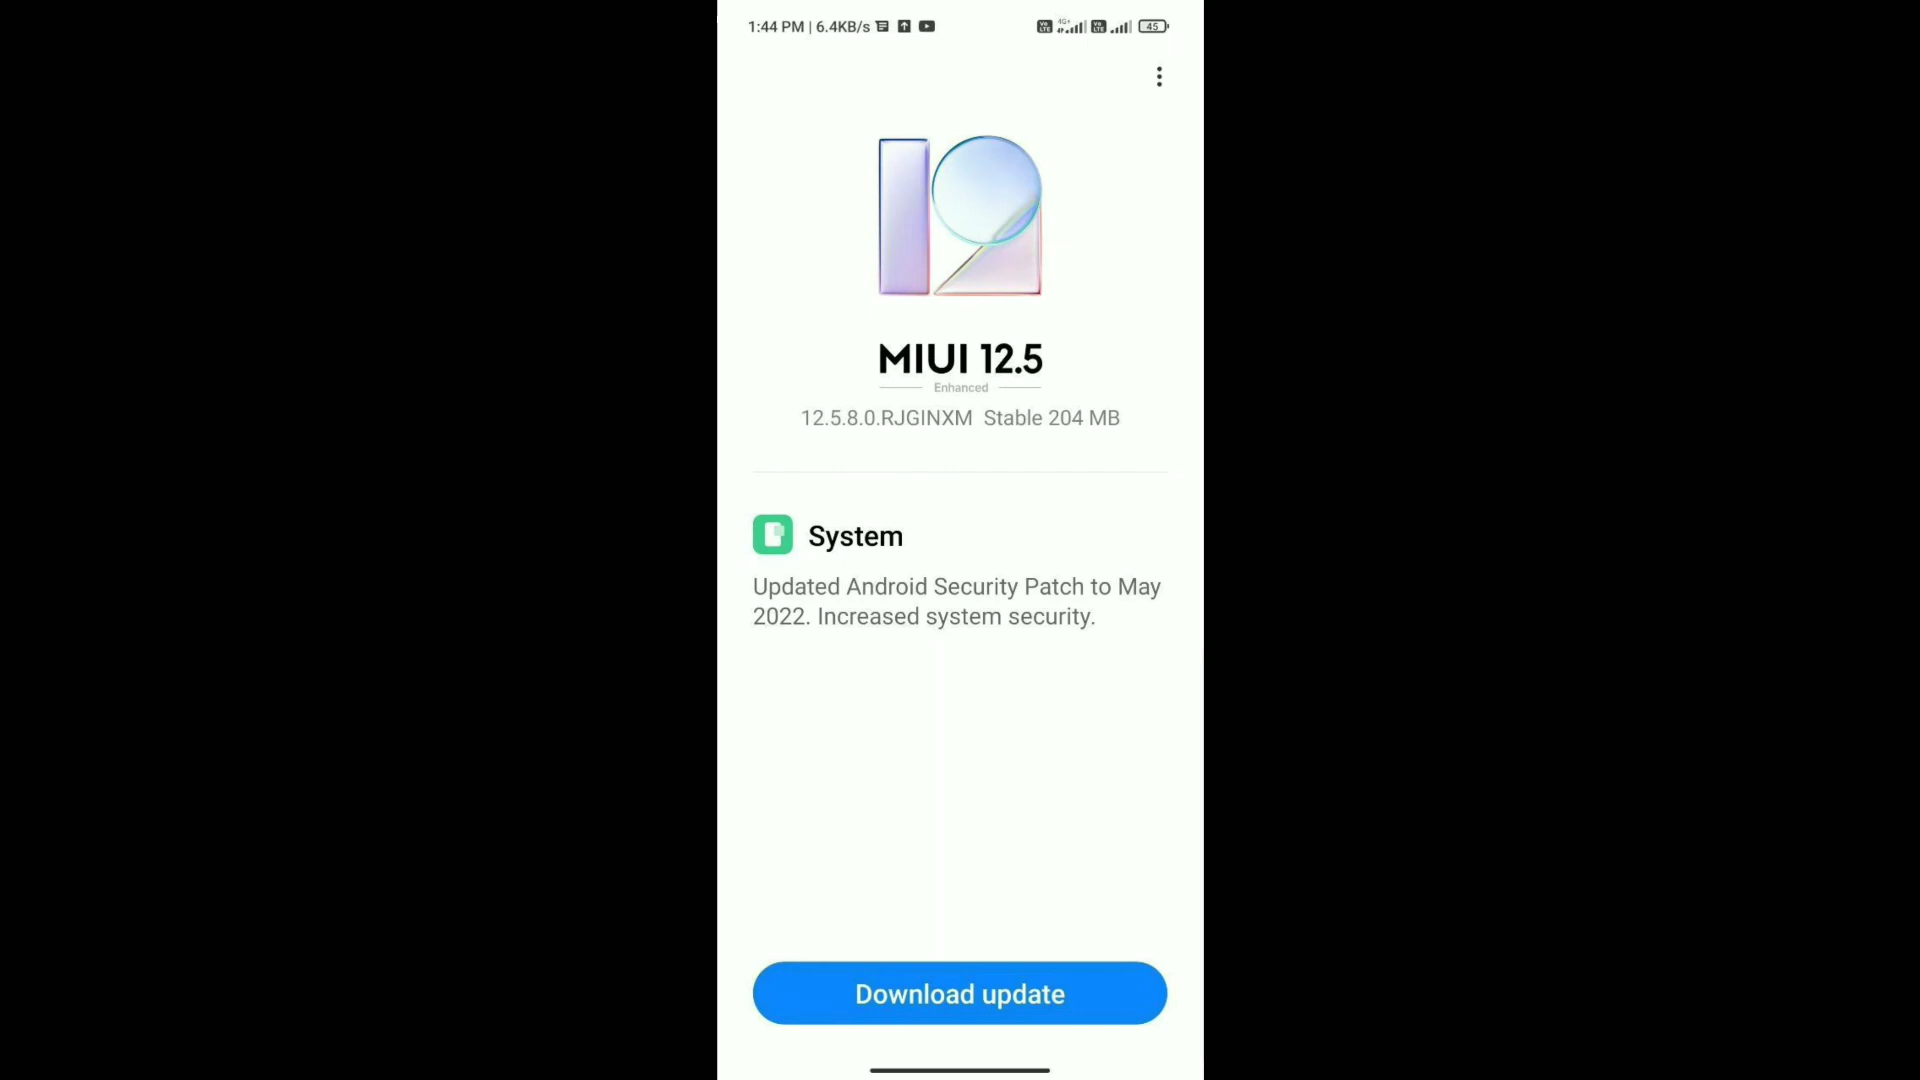 1:44 PM | 6.4KB/s
45
MIUI 12.5
Enhanced
12.5.8.0.RJGINXM Stable 204 MB
System
Updated Android Security Patch to May
2022. Increased system security.
Download update